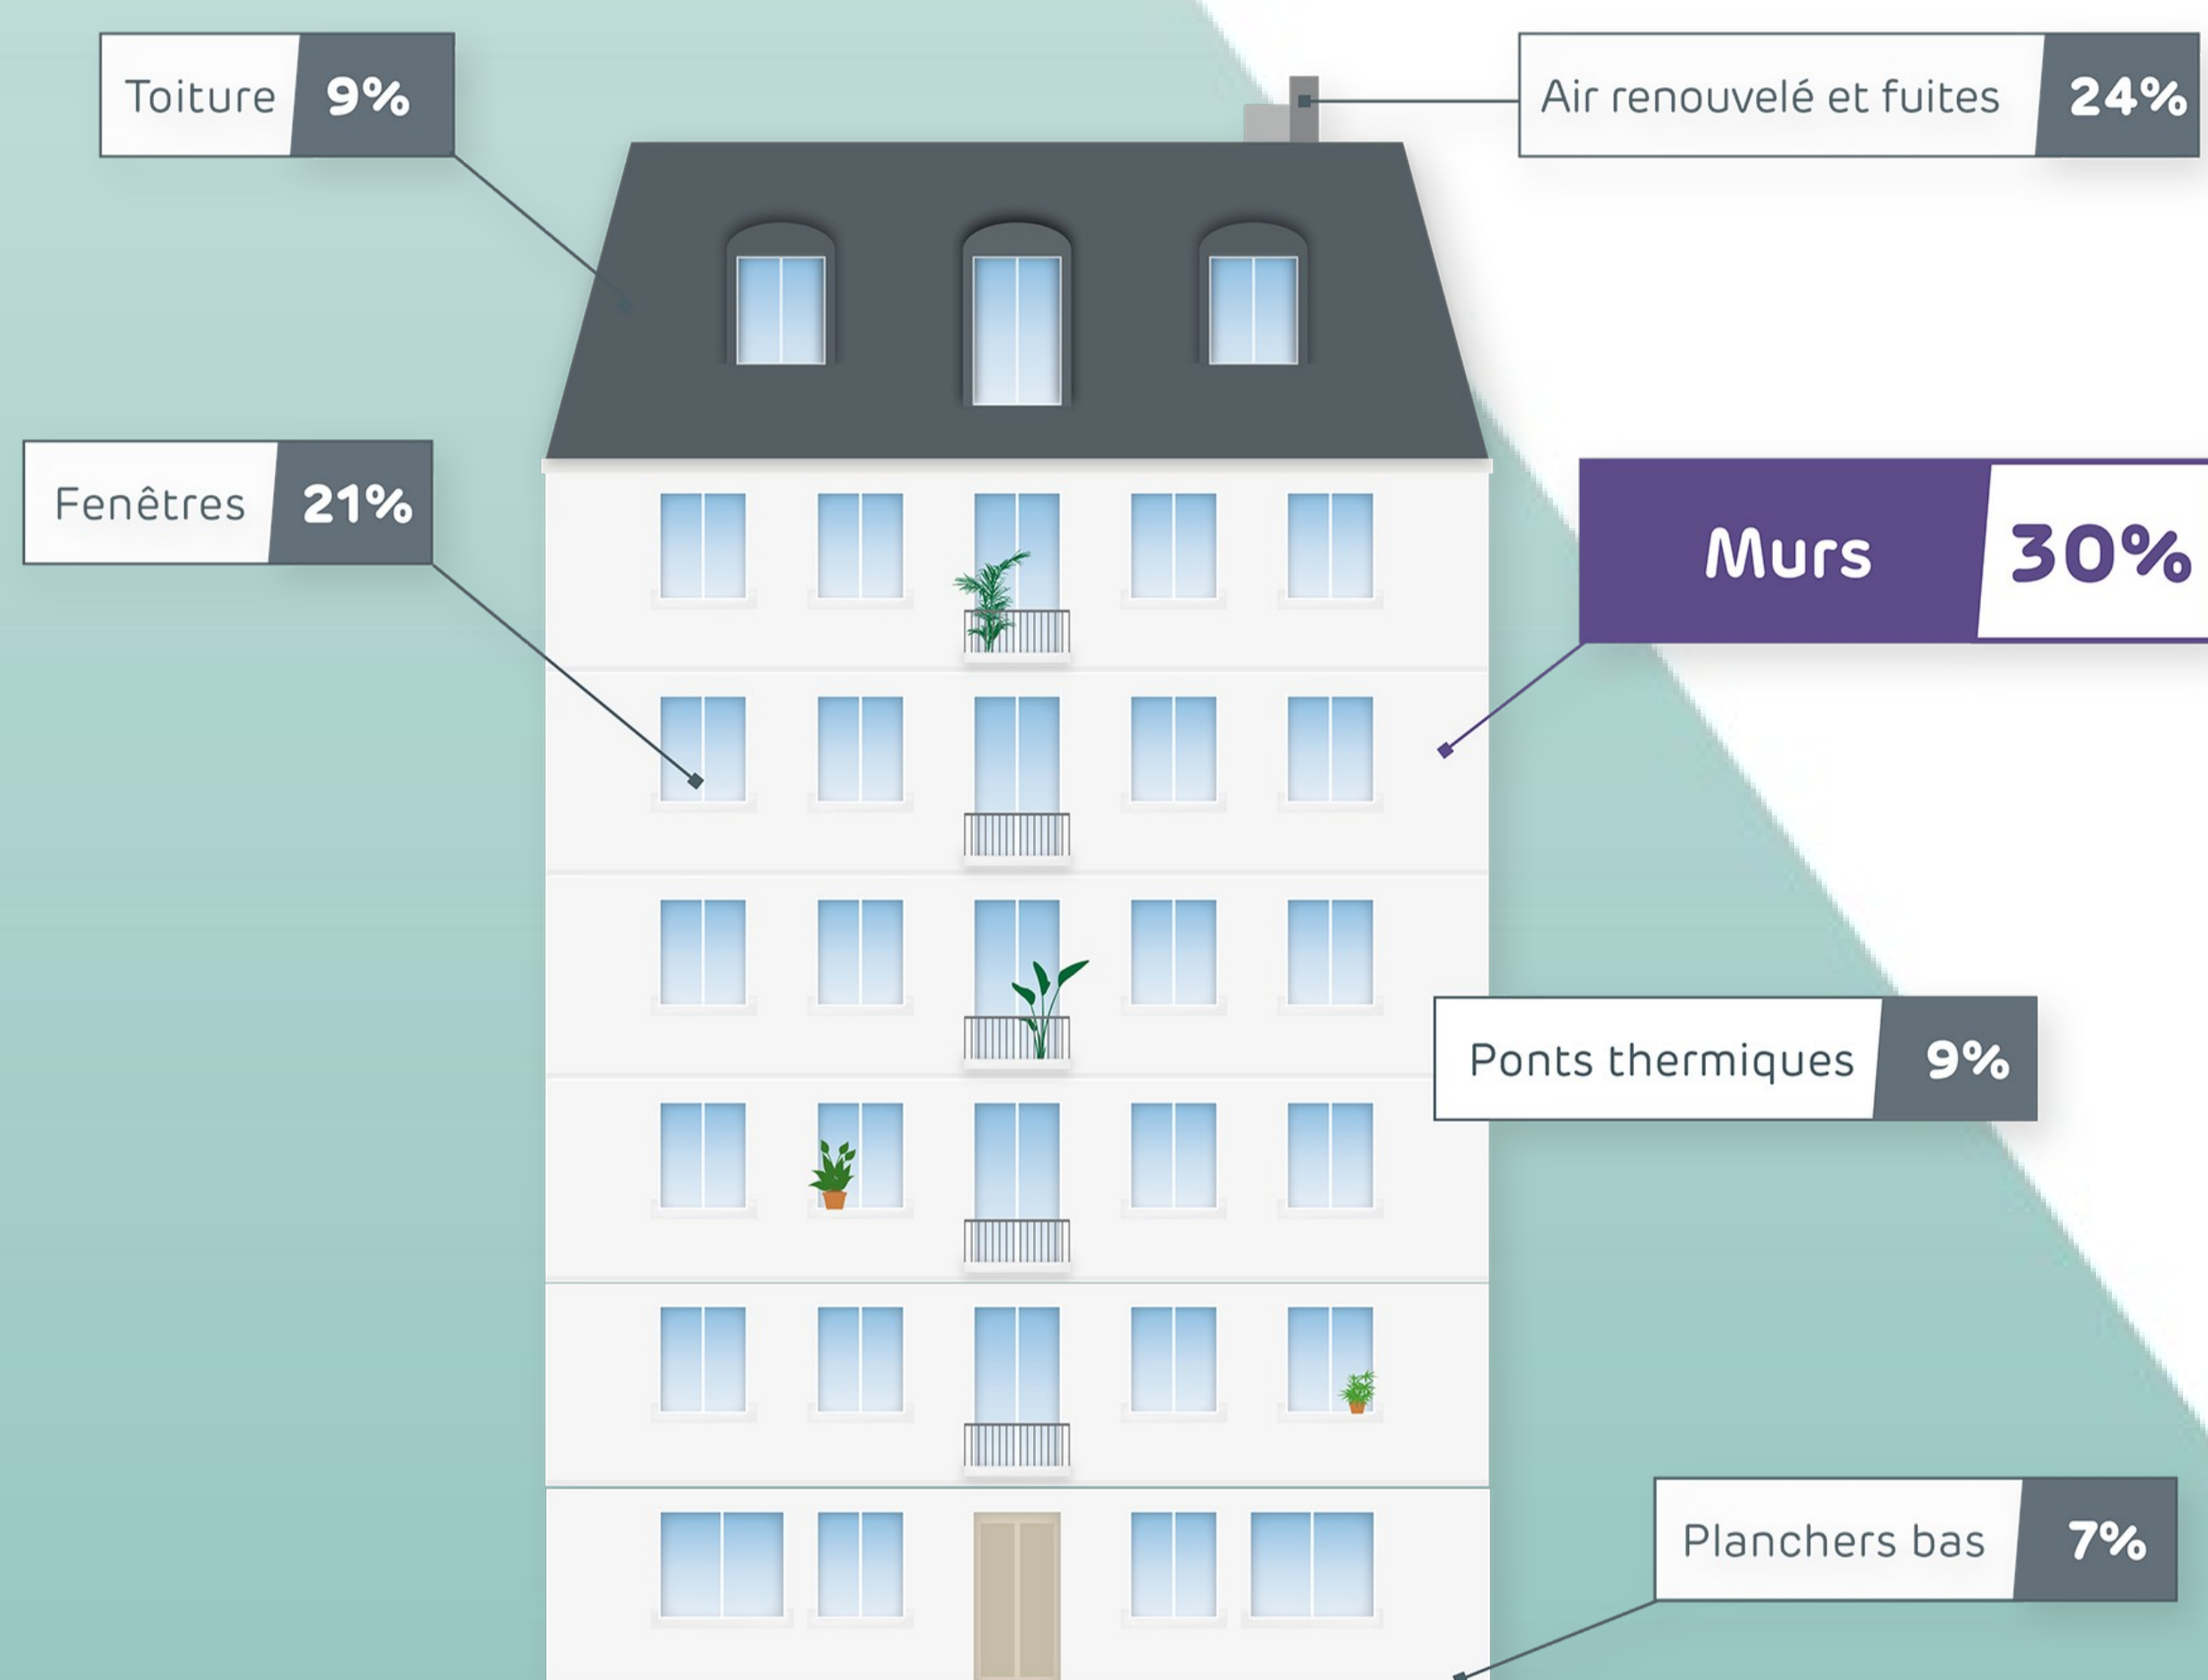 Toiture 9%
Air renouvelé et fuites 24%
Fenêtres 21%
Murs 30%
Ponts thermiques 9%
Planchers bas 7%